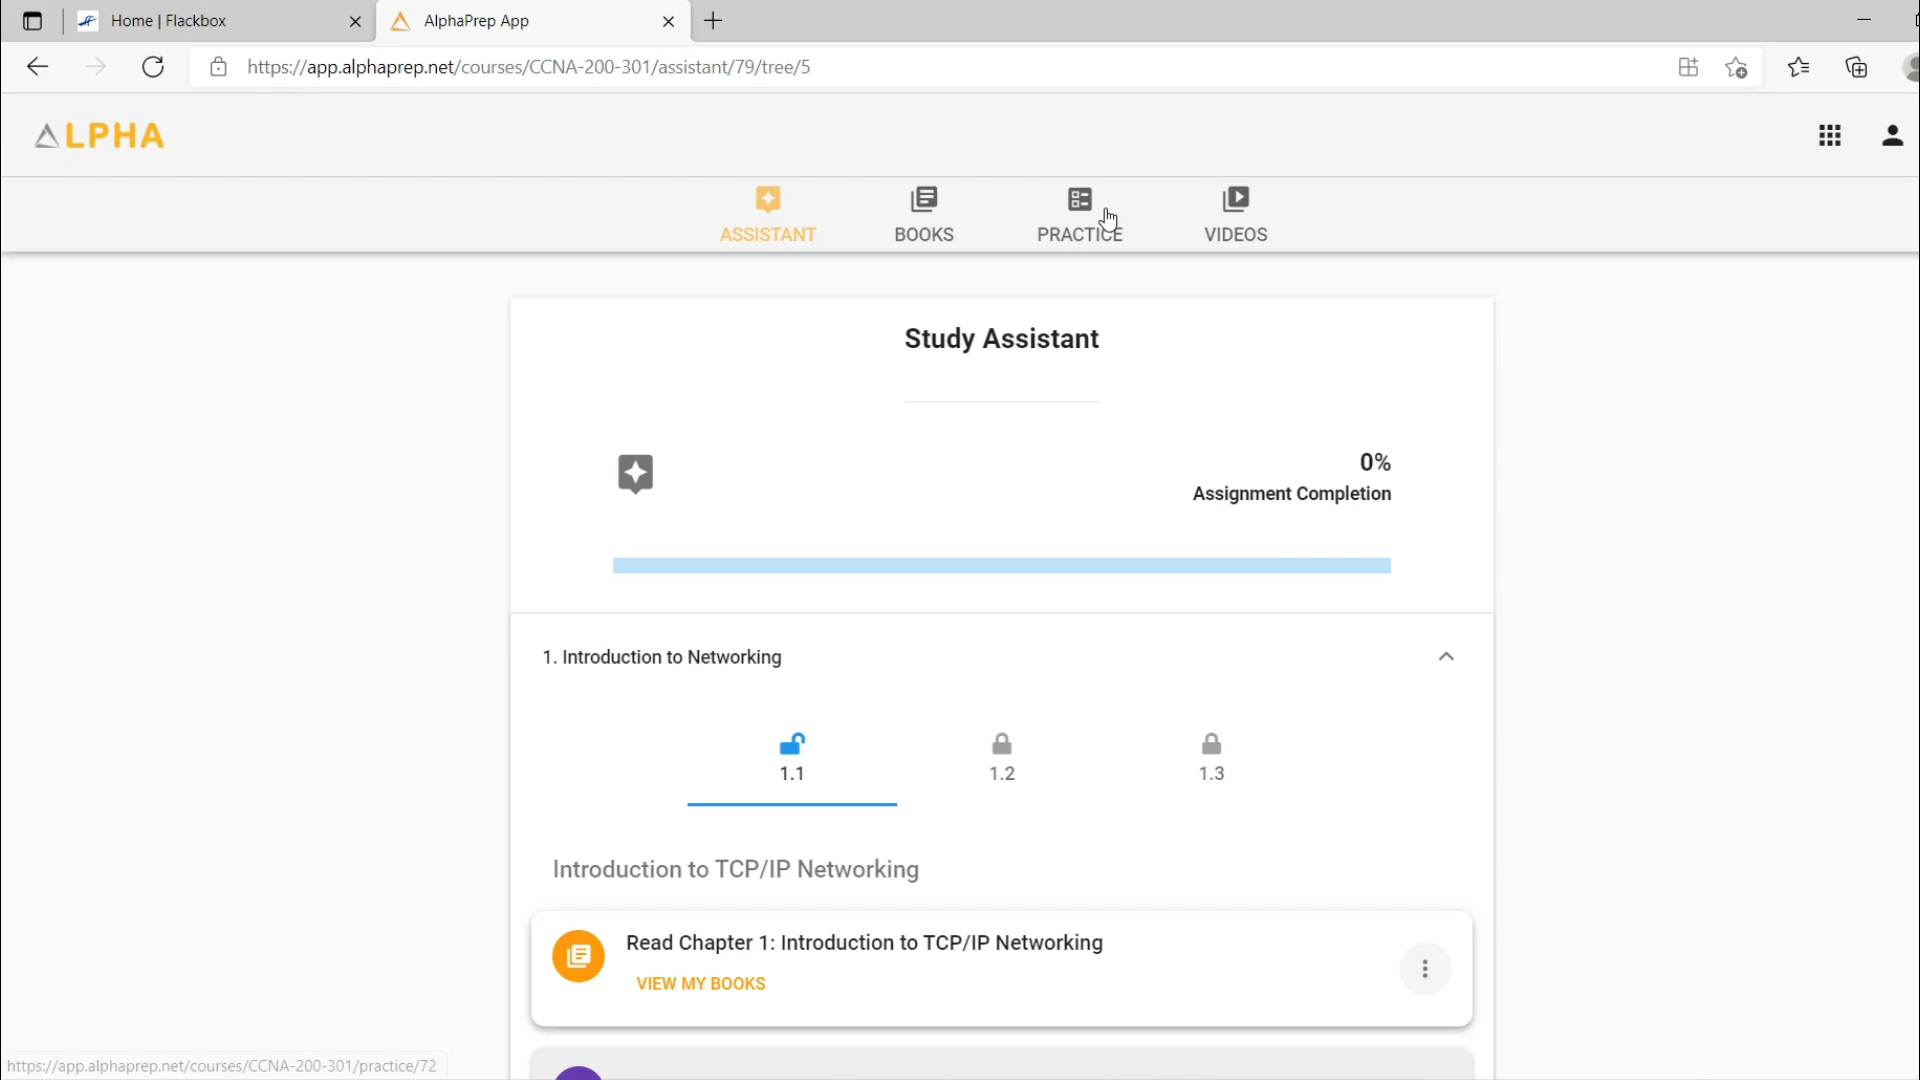 Home | Flackbox
AlphaPrep App
https://app.alphaprep.net/courses/CCNA-200-301/assistant/79/tree/5
ALPHA
ASSISTANT
BOOKS
PRACTICE
VIDEOS
Study Assistant
0%
Assignment Completion
1. Introduction to Networking
1.1
1.2
1.3
Introduction to TCP/IP Networking
Read Chapter 1: Introduction to TCP/IP Networking
VIEW MY BOOKS
https://app.alphaprep.net/courses/CCNA-200-301/practice/72